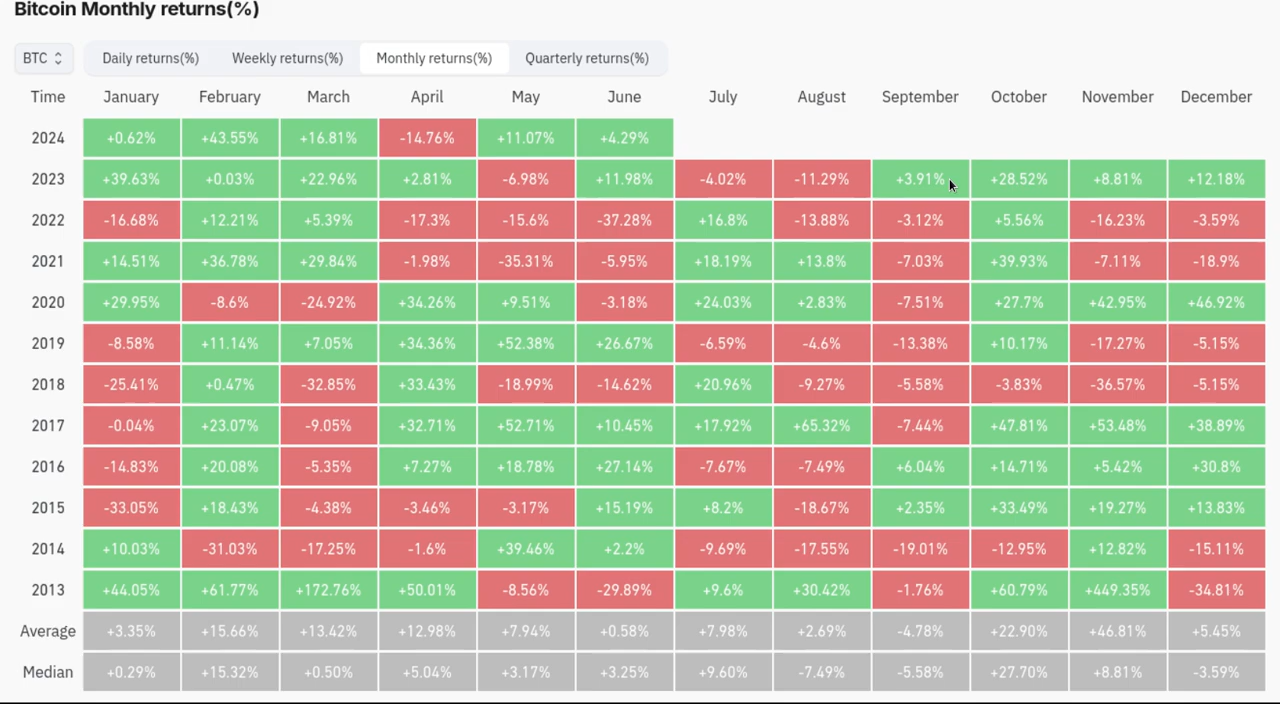 Bitcoin Monthly returns(%)
BTC Daily returns(%) Weekly returns(%) Monthly returns(%) Quarterly returns(%)
Time January February March April May June July August September October November December
2024 +0.62% +43.55% +16.81% -14.76% +11.07% +4.29%
2023 +39.63% +0.03% +22.96% +2.81% -6.98% +11.98% -4.02% -11.29% +3.91% +28.52% +8.81% +12.18%
2022 -16.68% +12.21% +5.39% -17.3% -15.6% -37.28% +16.8% -13.88% -3.12% +5.56% -16.23% -3.59%
2021 +14.51% +36.78% +29.84% -1.98% -35.31% -5.95% +18.19% +13.8% -7.03% +39.93% -7.11% -18.9%
2020 +29.95% -8.6% -24.92% +34.26% +9.51% -3.18% +24.03% +2.83% -7.51% +27.7% +42.95% +46.92%
2019 -8.58% +11.14% +7.05% +34.36% +52.38% +26.67% -6.59% -4.6% -13.38% +10.17% -17.27% -5.15%
2018 -25.41% +0.47% -32.85% +33.43% -18.99% -14.62% +20.96% -9.27% -5.58% -3.83% -36.57% -5.15%
2017 -0.04% +23.07% -9.05% +32.71% +52.71% +10.45% +17.92% +65.32% -7.44% +47.81% +53.48% +38.89%
2016 -14.83% +20.08% -5.35% +7.27% +18.78% +27.14% -7.67% -7.49% +6.04% +14.71% +5.42% +30.8%
2015 -33.05% +18.43% -4.38% -3.46% -3.17% +15.19% +8.2% -18.67% +2.35% +33.49% +19.27% +13.83%
2014 +10.03% -31.03% -17.25% -1.6% +39.46% +2.2% -9.69% -17.55% -19.01% -12.95% +12.82% -15.11%
2013 +44.05% +61.77% +172.76% +50.01% -8.56% -29.89% +9.6% +30.42% -1.76% +60.79% +449.35% -34.81%
Average +3.35% +15.66% +13.42% +12.98% +7.94% +0.58% +7.98% +2.69% -4.78% +22.90% +46.81% +5.45%
Median +0.29% +15.32% +0.50% +5.04% +3.17% +3.25% +9.60% -7.49% -5.58% +27.70% +8.81% -3.59%